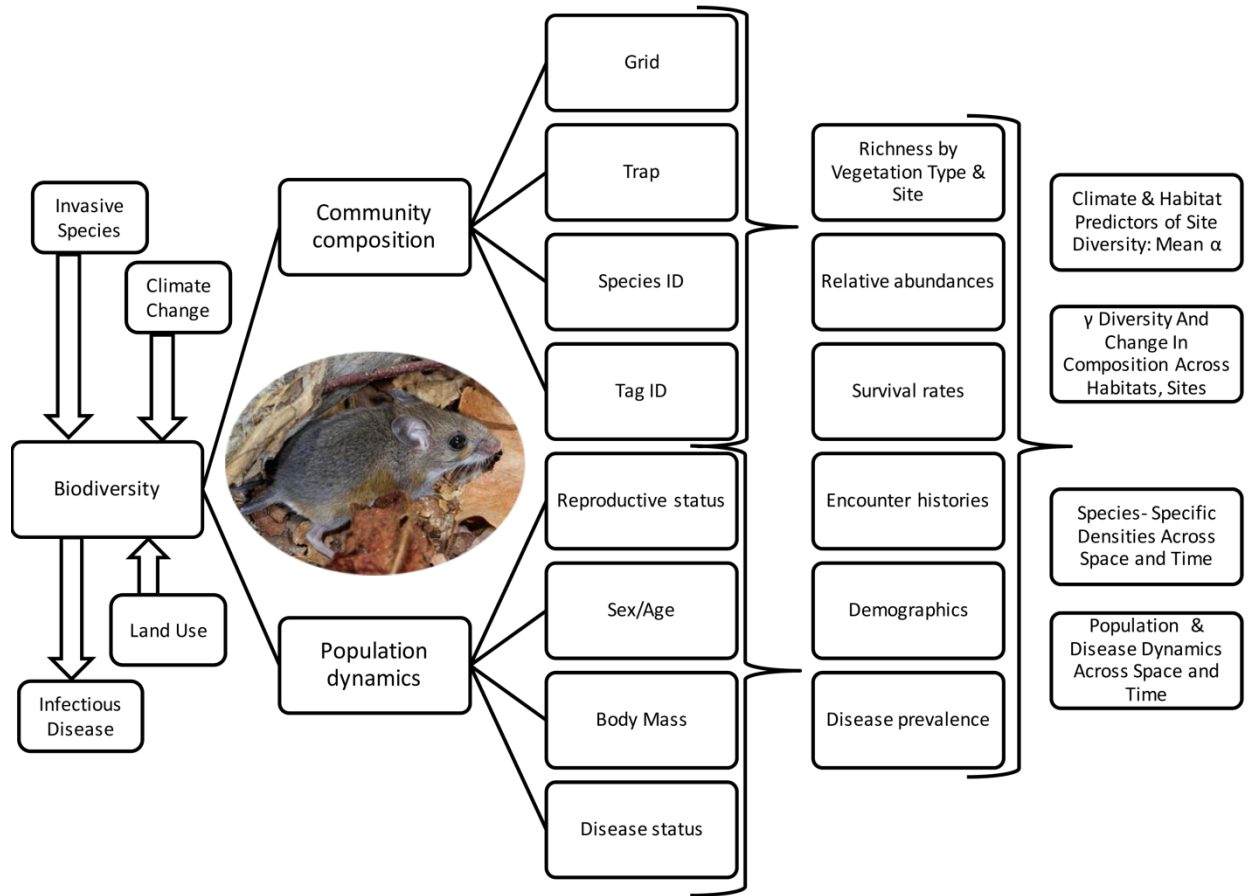 Invasive
Species
Climate
Change
Biodiversity
Land Use
Infectious
Disease
Community
composition
Population
dynamics
Grid
Trap
Species ID
Tag ID
Reproductive status
Sex/Age
Body Mass
Disease status
Richness by
Vegetation Type &
Site
Relative abundances
Survival rates
Encounter histories
Demographics
Disease prevalence
Climate & Habitat
Predictors of Site
Diversity: Mean α
γ Diversity And
Change In
Composition Across
Habitats, Sites
Species- Specific
Densities Across
Space and Time
Population &
Disease Dynamics
Across Space and
Time